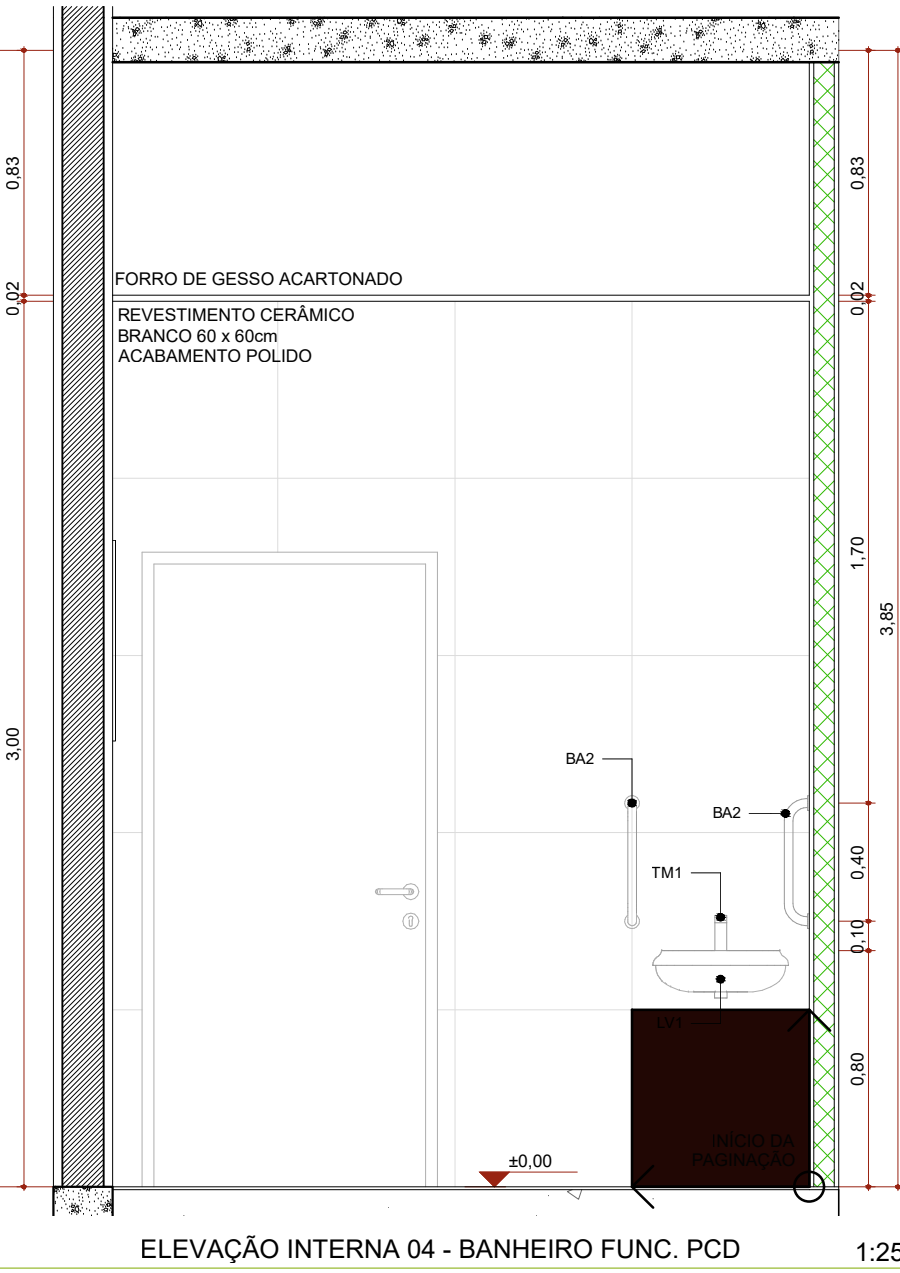 0,83
0,83
FORRO DE GESSO ACARTONADO
0,02
0,02
REVESTIMENTO CERÂMICO
BRANCO 60 x 60cm
ACABAMENTO POLIDO
1,70
3,85
3,00
BA2
BA2
0,40
TM1
0,10
LV1
0,80
INÍCIO DA
PAGINAÇÃO
±0,00
ELEVAÇÃO INTERNA 04 - BANHEIRO FUNC. PCD
1:25